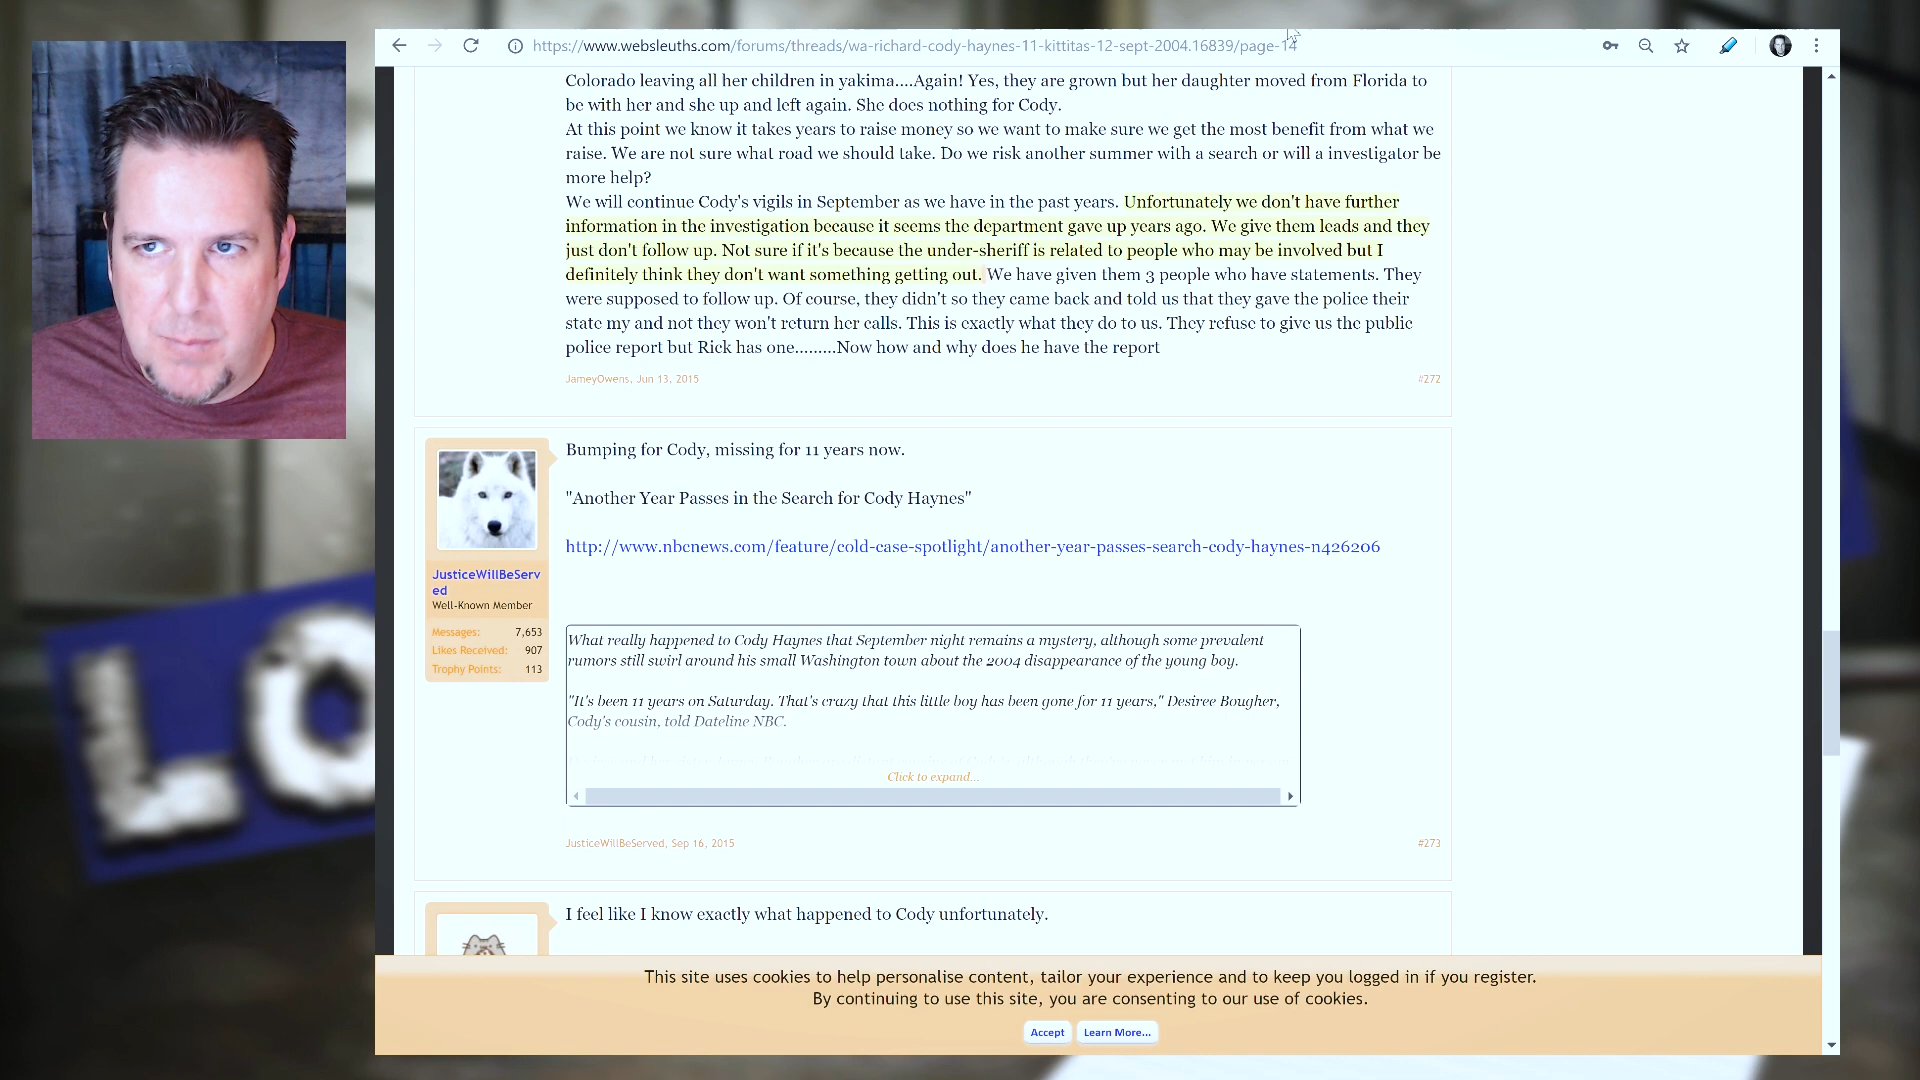 https://www.websleuths.com/forums/threads/wa-richard-cody-haynes-11-kittitas-12-sept-2004.16839/page-14
Colorado leaving all her children in yakima....Again! Yes, they are grown but her daughter moved from Florida to
be with her and she up and left again. She does nothing for Cody.
At this point we know it takes years to raise money so we want to make sure we get the most benefit from what we
raise. We are not sure what road we should take. Do we risk another summer with a search or will a investigator be
more help?
We will continue Cody's vigils in September as we have in the past years. Unfortunately we don't have further
information in the investigation because it seems the department gave up years ago. We give them leads and they
just don't follow up. Not sure if it's because the under-sheriff is related to people who may be involved but I
definitely think they don't want something getting out. We have given them 3 people who have statements. They
were supposed to follow up. Of course, they didn't so they came back and told us that they gave the police their
state my and not they won't return her calls. This is exactly what they do to us. They refuse to give us the public
police report but Rick has one.........Now how and why does he have the report
JameyOwens, Jun 13, 2015
#272
Bumping for Cody, missing for 11 years now.
"Another Year Passes in the Search for Cody Haynes"
http://www.nbcnews.com/feature/cold-case-spotlight/another-year-passes-search-cody-haynes-n426206
JusticeWillBeServ
ed
Well-Known Member
Messages: 7,653
Likes Received: 907
Trophy Points: 113
What really happened to Cody Haynes that September night remains a mystery, although some prevalent
rumors still swirl around his small Washington town about the 2004 disappearance of the young boy.
"It's been 11 years on Saturday. That's crazy that this little boy has been gone for 11 years," Desiree Bougher,
Cody's cousin, told Dateline NBC.
Click to expand...
JusticeWillBeServed, Sep 16, 2015
#273
I feel like I know exactly what happened to Cody unfortunately.
This site uses cookies to help personalise content, tailor your experience and to keep you logged in if you register.
By continuing to use this site, you are consenting to our use of cookies.
Accept
Learn More...
LO